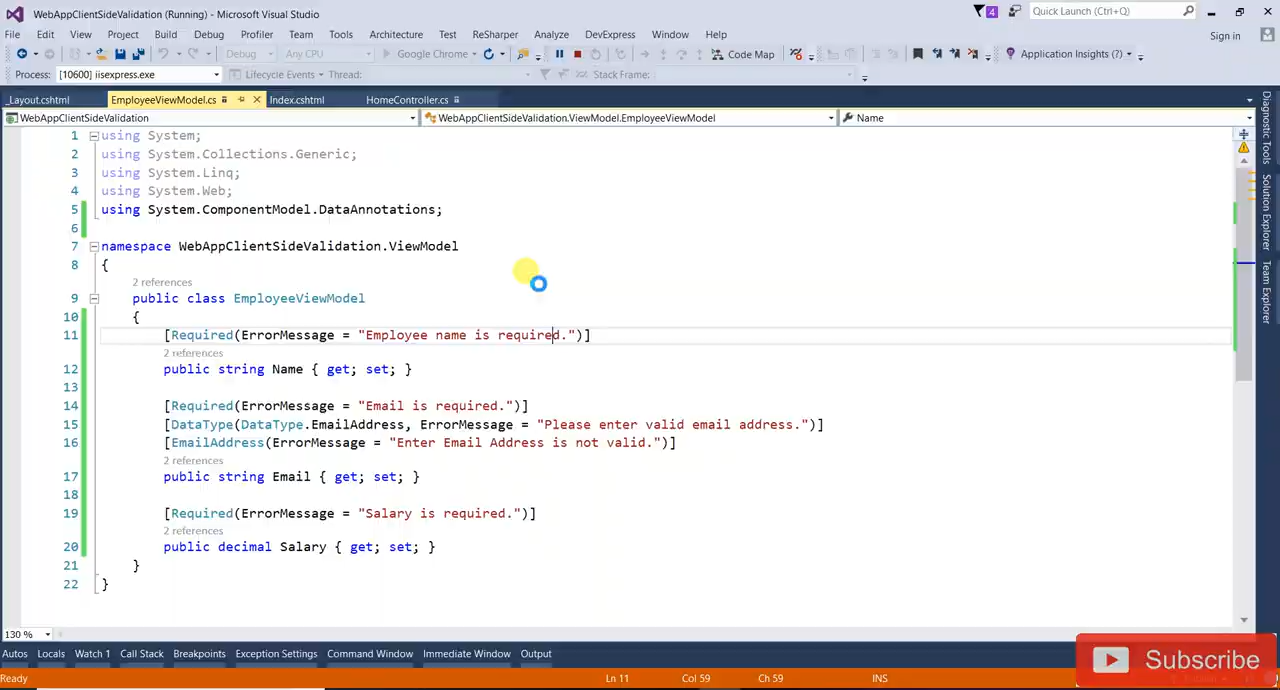 WebAppClientSideValidation (Running) - Microsoft Visual Studio
4
Quick Launch (Ctrl+Q)
File Edit View Project Build Debug Profiler Team Tools Architecture Test ReSharper Analyze DevExpress Window Help
Sign in
Debug Any CPU Google Chrome Code Map Application Insights (?)
Process: [10600] iisexpress.exe Lifecycle Events Thread: Stack Frame:
_Layout.cshtml EmployeeViewModel.cs Index.cshtml HomeController.cs
WebAppClientSideValidation WebAppClientSideValidation.ViewModel.EmployeeViewModel Name
1 using System;
2 using System.Collections.Generic;
3 using System.Linq;
4 using System.Web;
5 using System.ComponentModel.DataAnnotations;
6
7 namespace WebAppClientSideValidation.ViewModel
8 {
2 references
9 public class EmployeeViewModel
10 {
11 [Required(ErrorMessage = "Employee name is required.")]
2 references
12 public string Name { get; set; }
13
14 [Required(ErrorMessage = "Email is required.")]
15 [DataType(DataType.EmailAddress, ErrorMessage = "Please enter valid email address.")]
16 [EmailAddress(ErrorMessage = "Enter Email Address is not valid.")]
2 references
17 public string Email { get; set; }
18
19 [Required(ErrorMessage = "Salary is required.")]
2 references
20 public decimal Salary { get; set; }
21 }
22 }
Diagnostic Tools
Solution Explorer
Team Explorer
130 %
Autos Locals Watch 1 Call Stack Breakpoints Exception Settings Command Window Immediate Window Output
Subscribe
Ready Ln 11 Col 59 Ch 59 INS